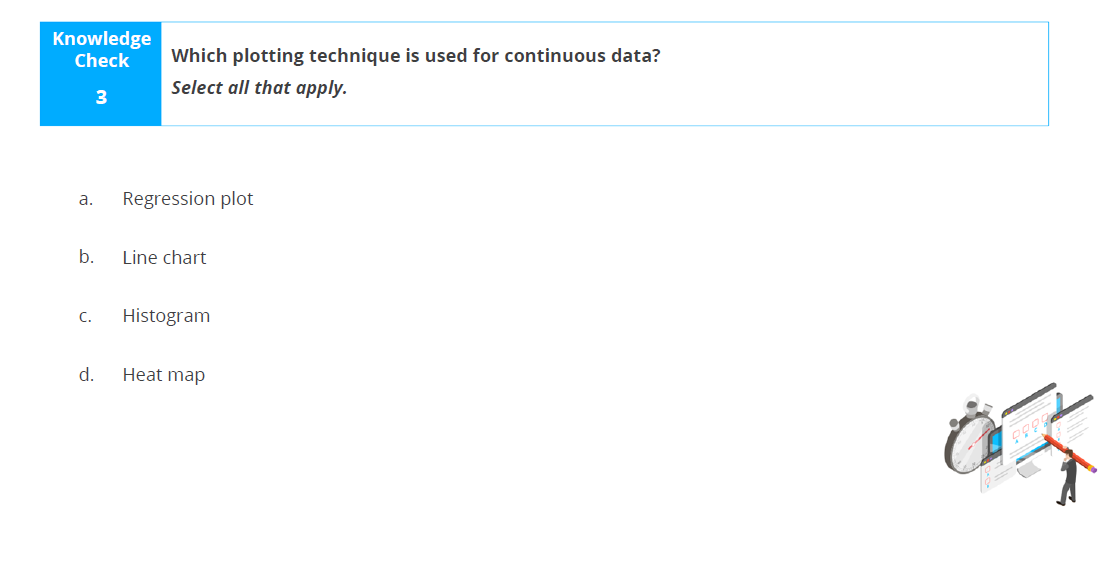 Knowledge
Check
3
Which plotting technique is used for continuous data?
Select all that apply.
a. Regression plot
b. Line chart
c. Histogram
d. Heat map